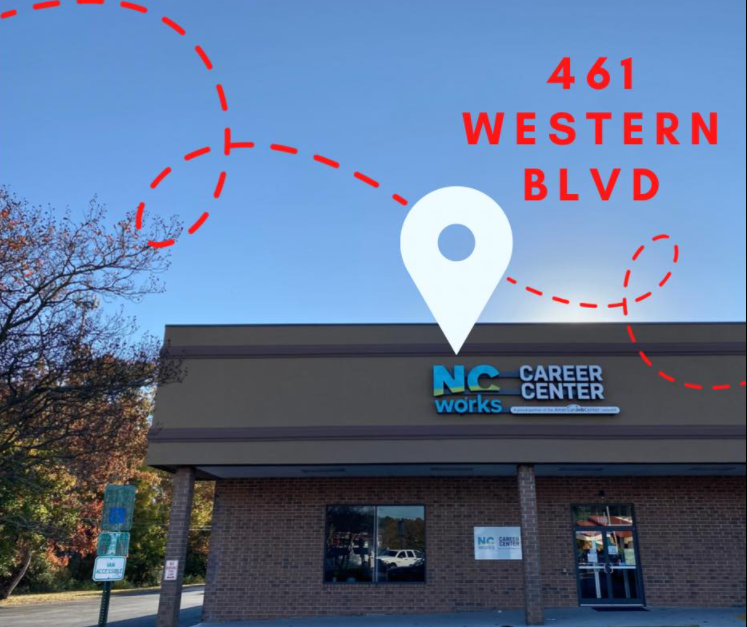 461
WESTERN
BLVD
NC
works
CAREER
CENTER
NC
works
CAREER
CENTER
VAN
ACCESSIBLE